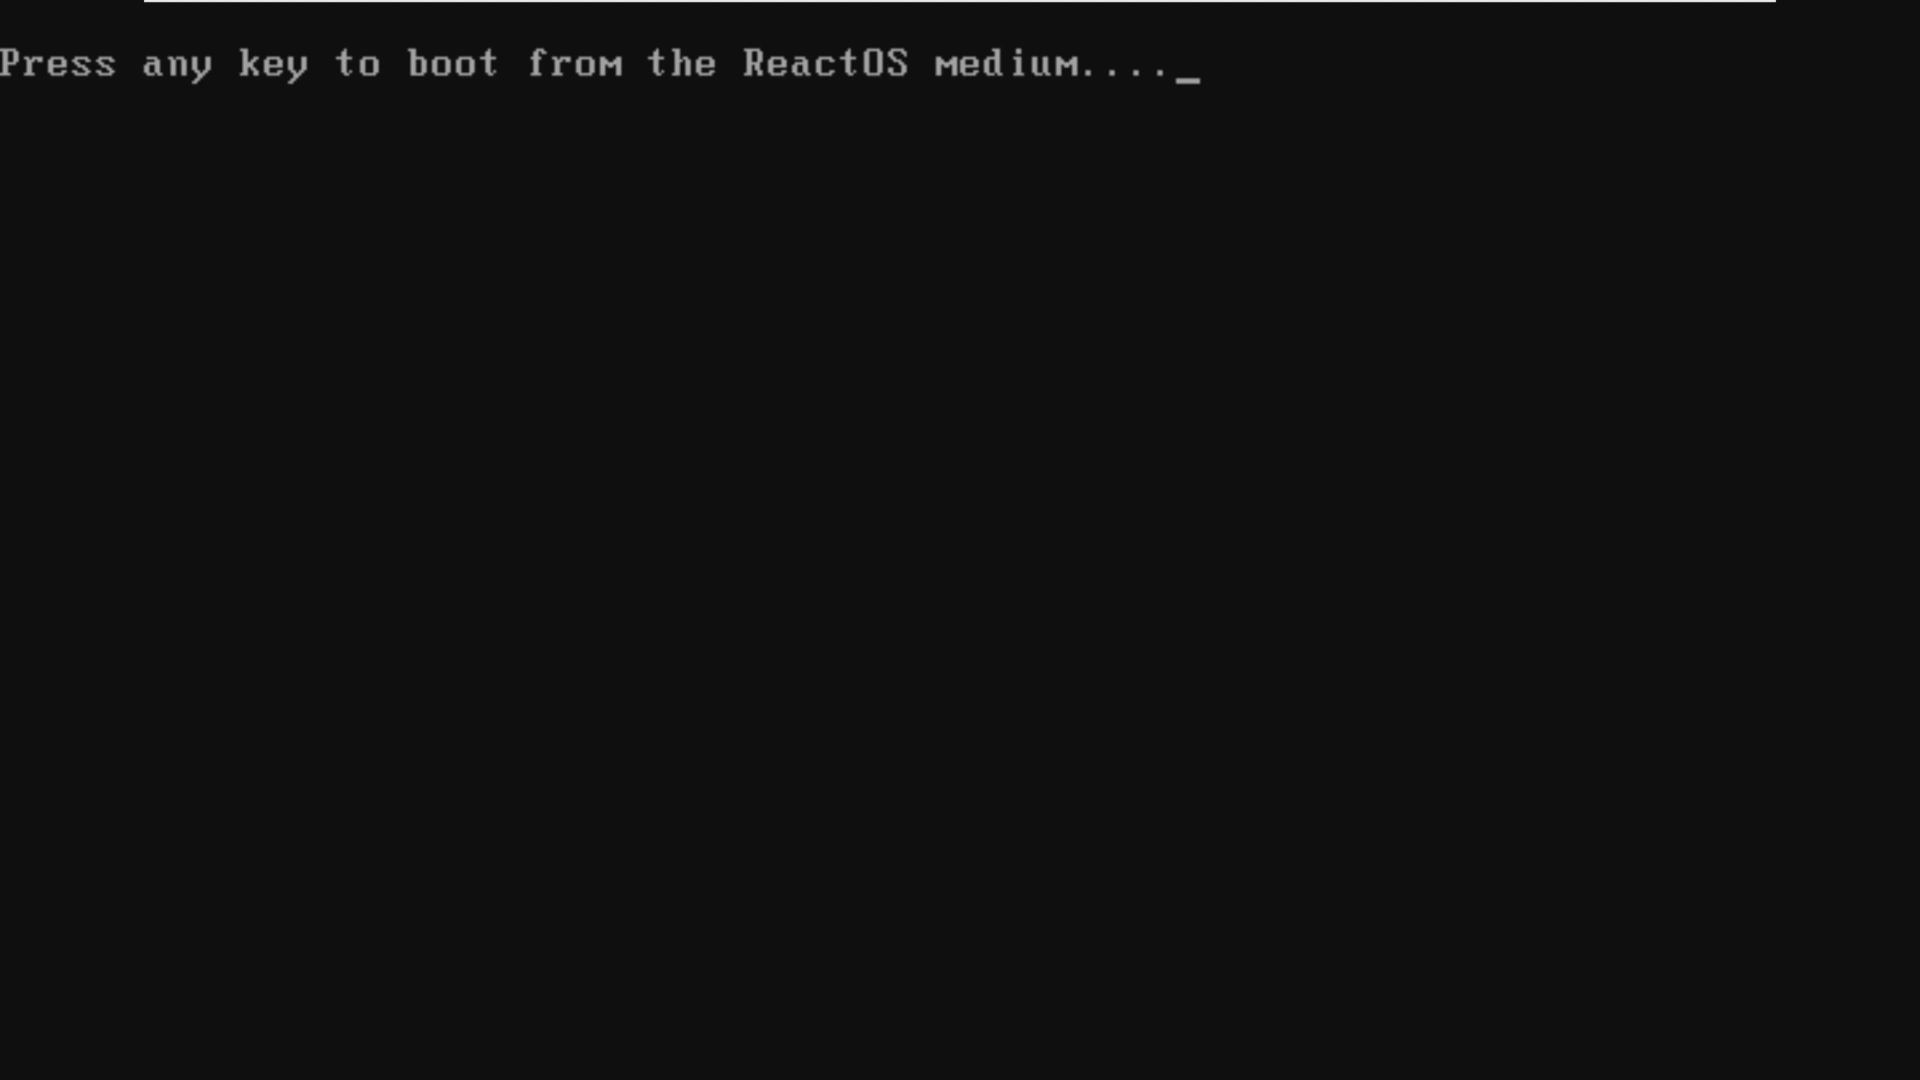 Press any key to boot from the ReactOS medium...._